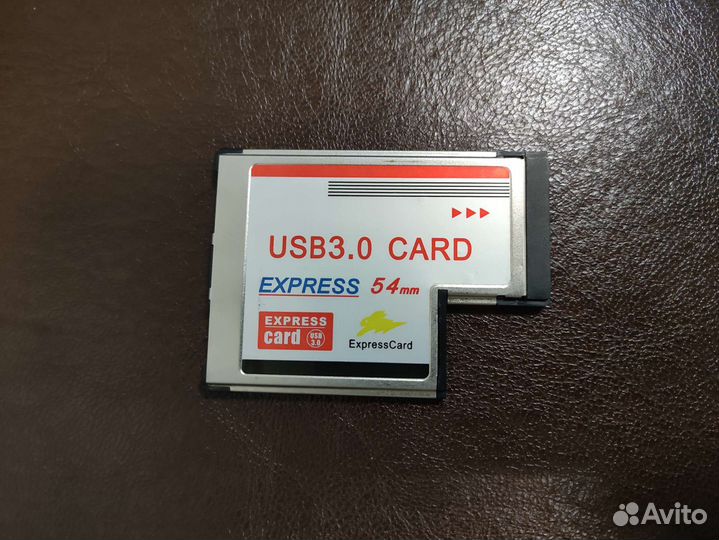 USB3.0 CARD
EXPRESS 54mm
EXPRESS
card USB 3.0
ExpressCard
Avito